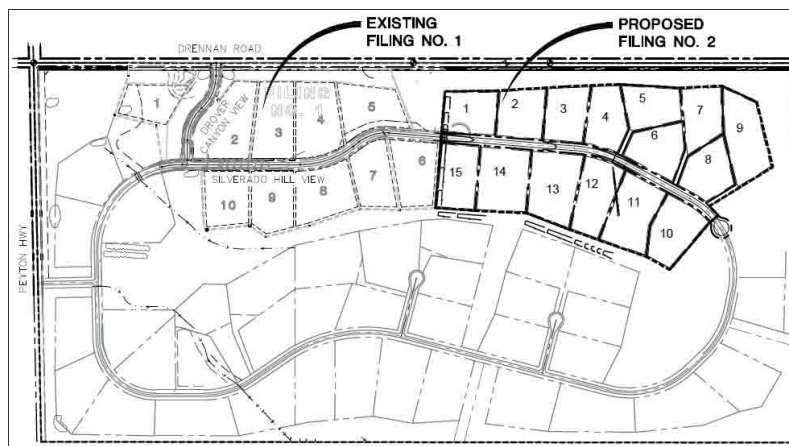 EXISTING
FILING NO. 1
PROPOSED
FILING NO. 2
DRENNAN ROAD
FILING
NO. 1
1
2
3
4
5
DROVER
CANYON VIEW
SILVERADO HILL VIEW
6
7
8
9
10
1
2
3
4
5
6
7
8
9
10
11
12
13
14
15
PEYTON HWY